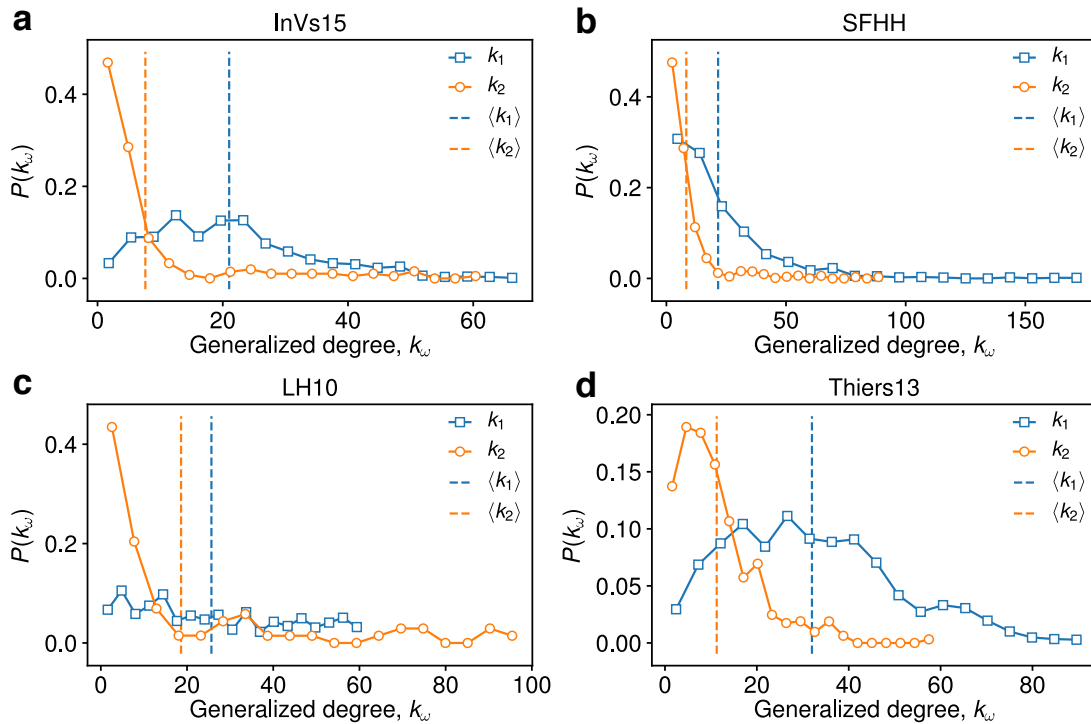 a
InVs15
k₁
k₂
⟨k₁⟩
⟨k₂⟩
P(kω)
0.4
0.2
0.0
0 20 40 60
Generalized degree, kω
b
SFHH
k₁
k₂
⟨k₁⟩
⟨k₂⟩
P(kω)
0.4
0.2
0.0
0 50 100 150
Generalized degree, kω
c
LH10
k₁
k₂
⟨k₁⟩
⟨k₂⟩
P(kω)
0.4
0.2
0.0
0 20 40 60 80 100
Generalized degree, kω
d
Thiers13
k₁
k₂
⟨k₁⟩
⟨k₂⟩
P(kω)
0.20
0.15
0.10
0.05
0.00
0 20 40 60 80
Generalized degree, kω